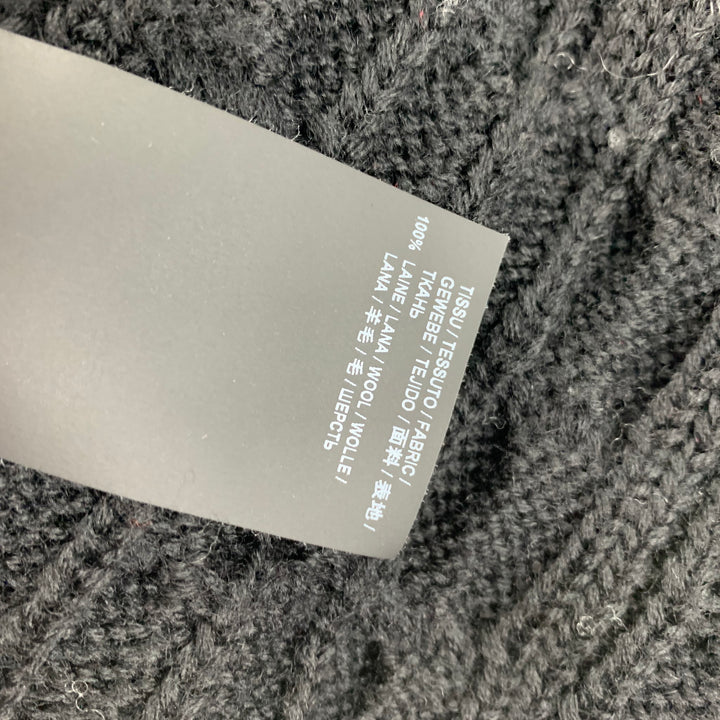 TISSU / TESSUTO / FABRIC /
GEWEBE / TEJIDO / 面料 / 表地 /
ТКАНЬ
100% LAINE / LANA / WOOL / WOLLE /
LANA / 羊毛 / 毛 / ШЕРСТЬ